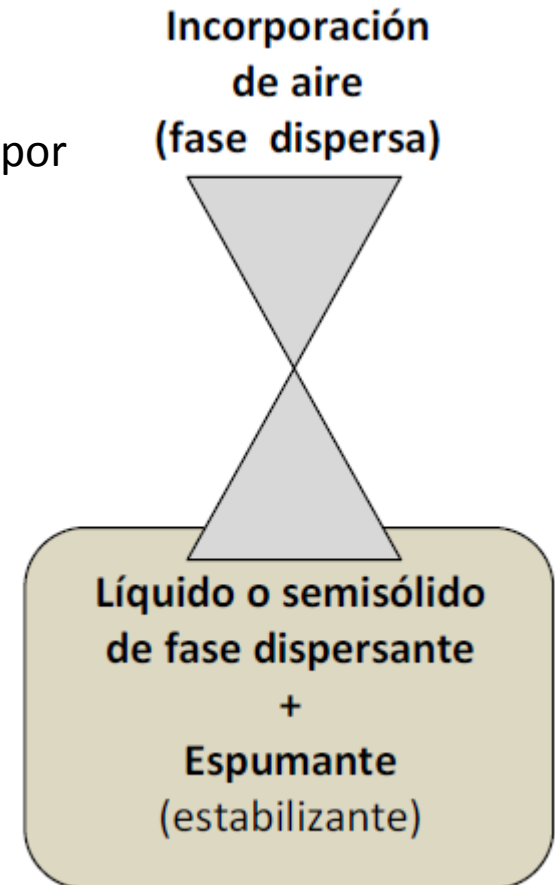 Incorporación
de aire
(fase dispersa)
por
Líquido o semisólido
de fase dispersante
+
Espumante
(estabilizante)